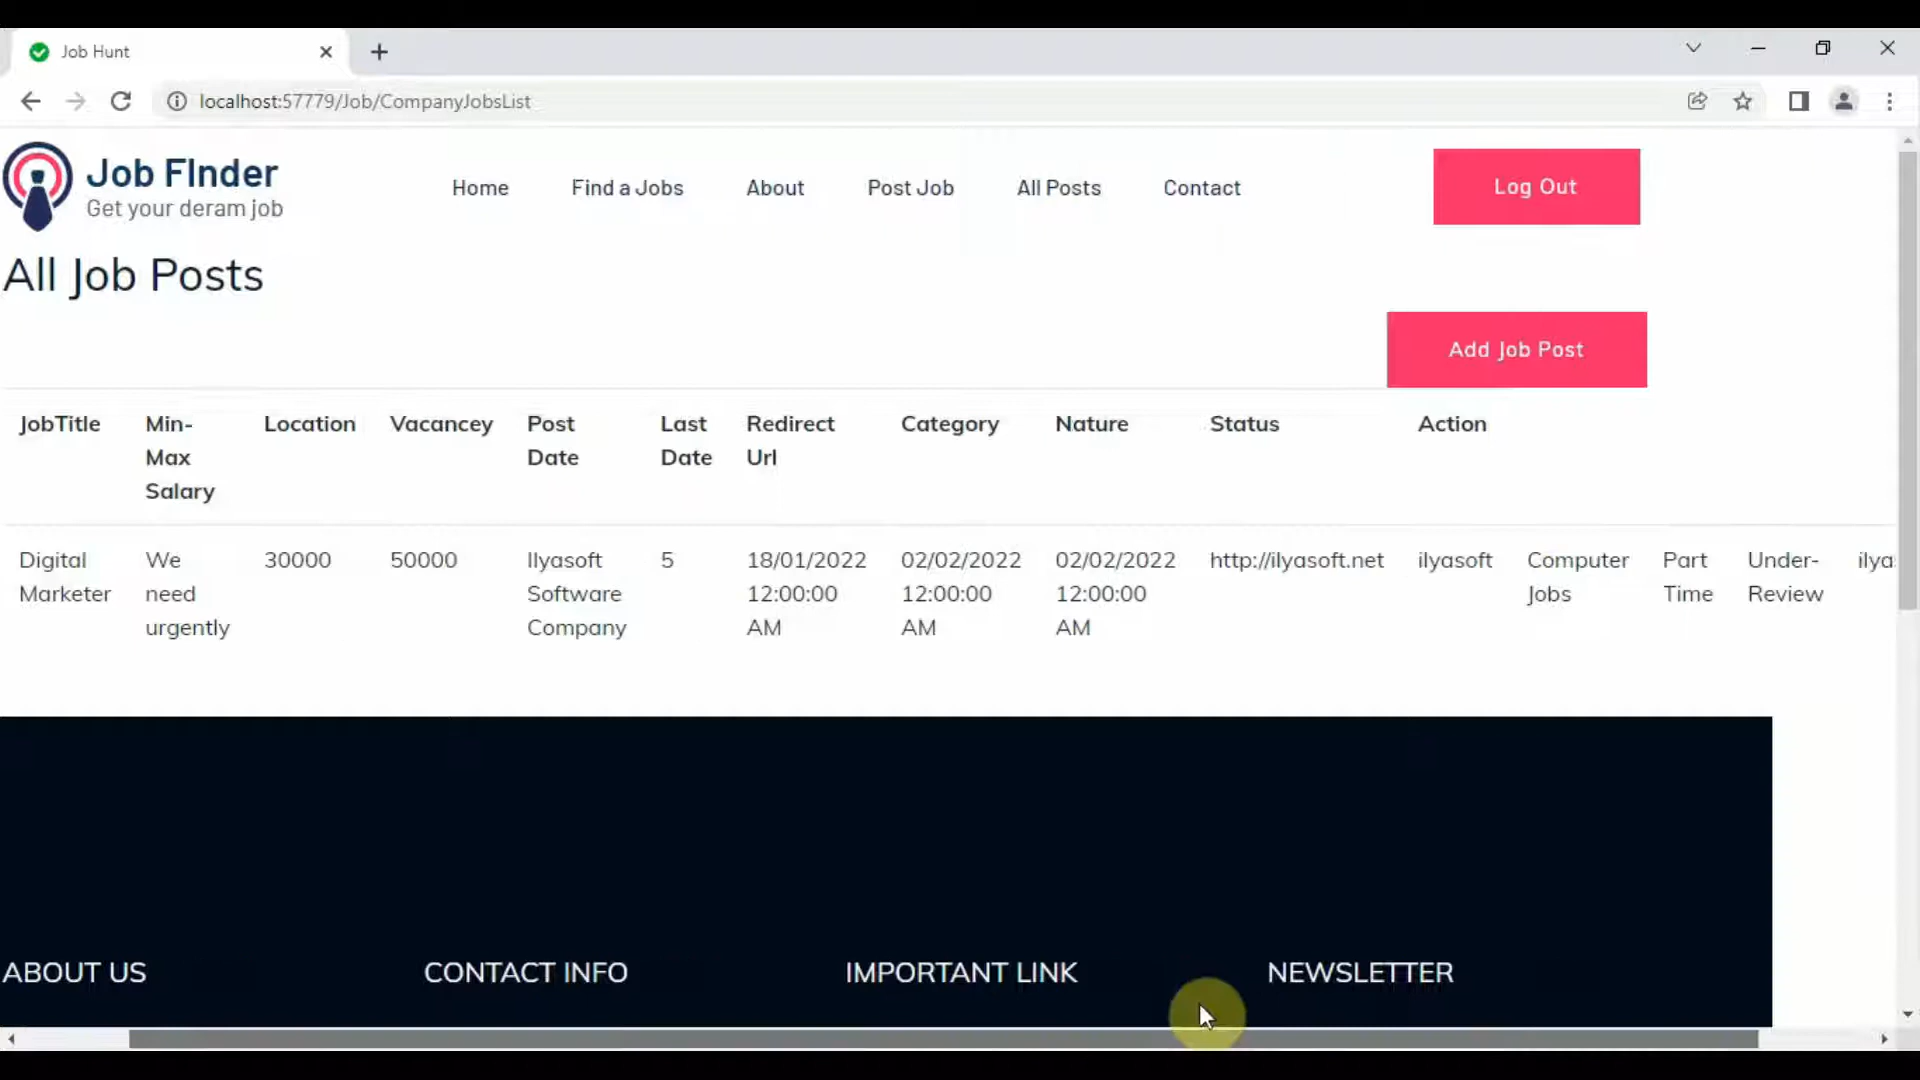 Job Hunt
localhost:57779/Job/CompanyJobsList
Job FInder
Get your deram job
Home
Find a Jobs
About
Post Job
All Posts
Contact
Log Out
All Job Posts
Add Job Post
JobTitle
Min-
Max
Salary
Location
Vacancey
Post
Date
Last
Date
Redirect
Url
Category
Nature
Status
Action
Digital
Marketer
We
need
urgently
30000
50000
Ilyasoft
Software
Company
5
18/01/2022
12:00:00
AM
02/02/2022
12:00:00
AM
02/02/2022
12:00:00
AM
http://ilyasoft.net
ilyasoft
Computer
Jobs
Part
Time
Under-
Review
ilya
ABOUT US
CONTACT INFO
IMPORTANT LINK
NEWSLETTER